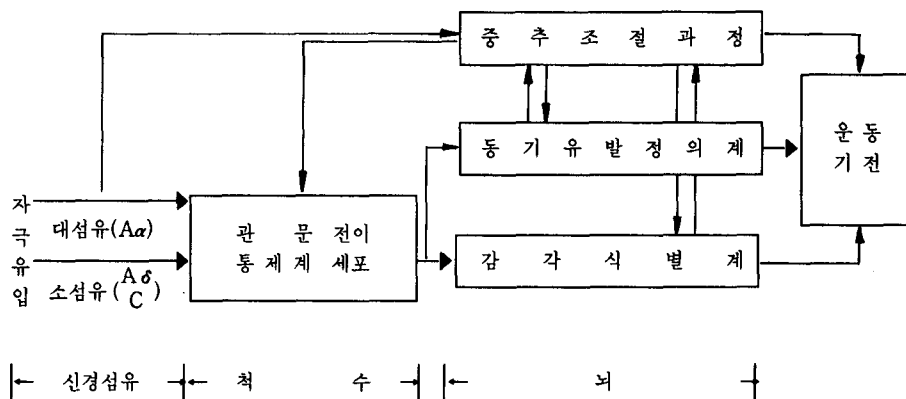 중 추 조 절 과 정
동 기 유 발 정 의 계
운 동
기 전
자
극
유
입
대섬유(Aα)
관 문 전이
통 제 계 세포
소섬유(Aδ
C)
감 각 식 별 계
신경섬유
척 수
뇌